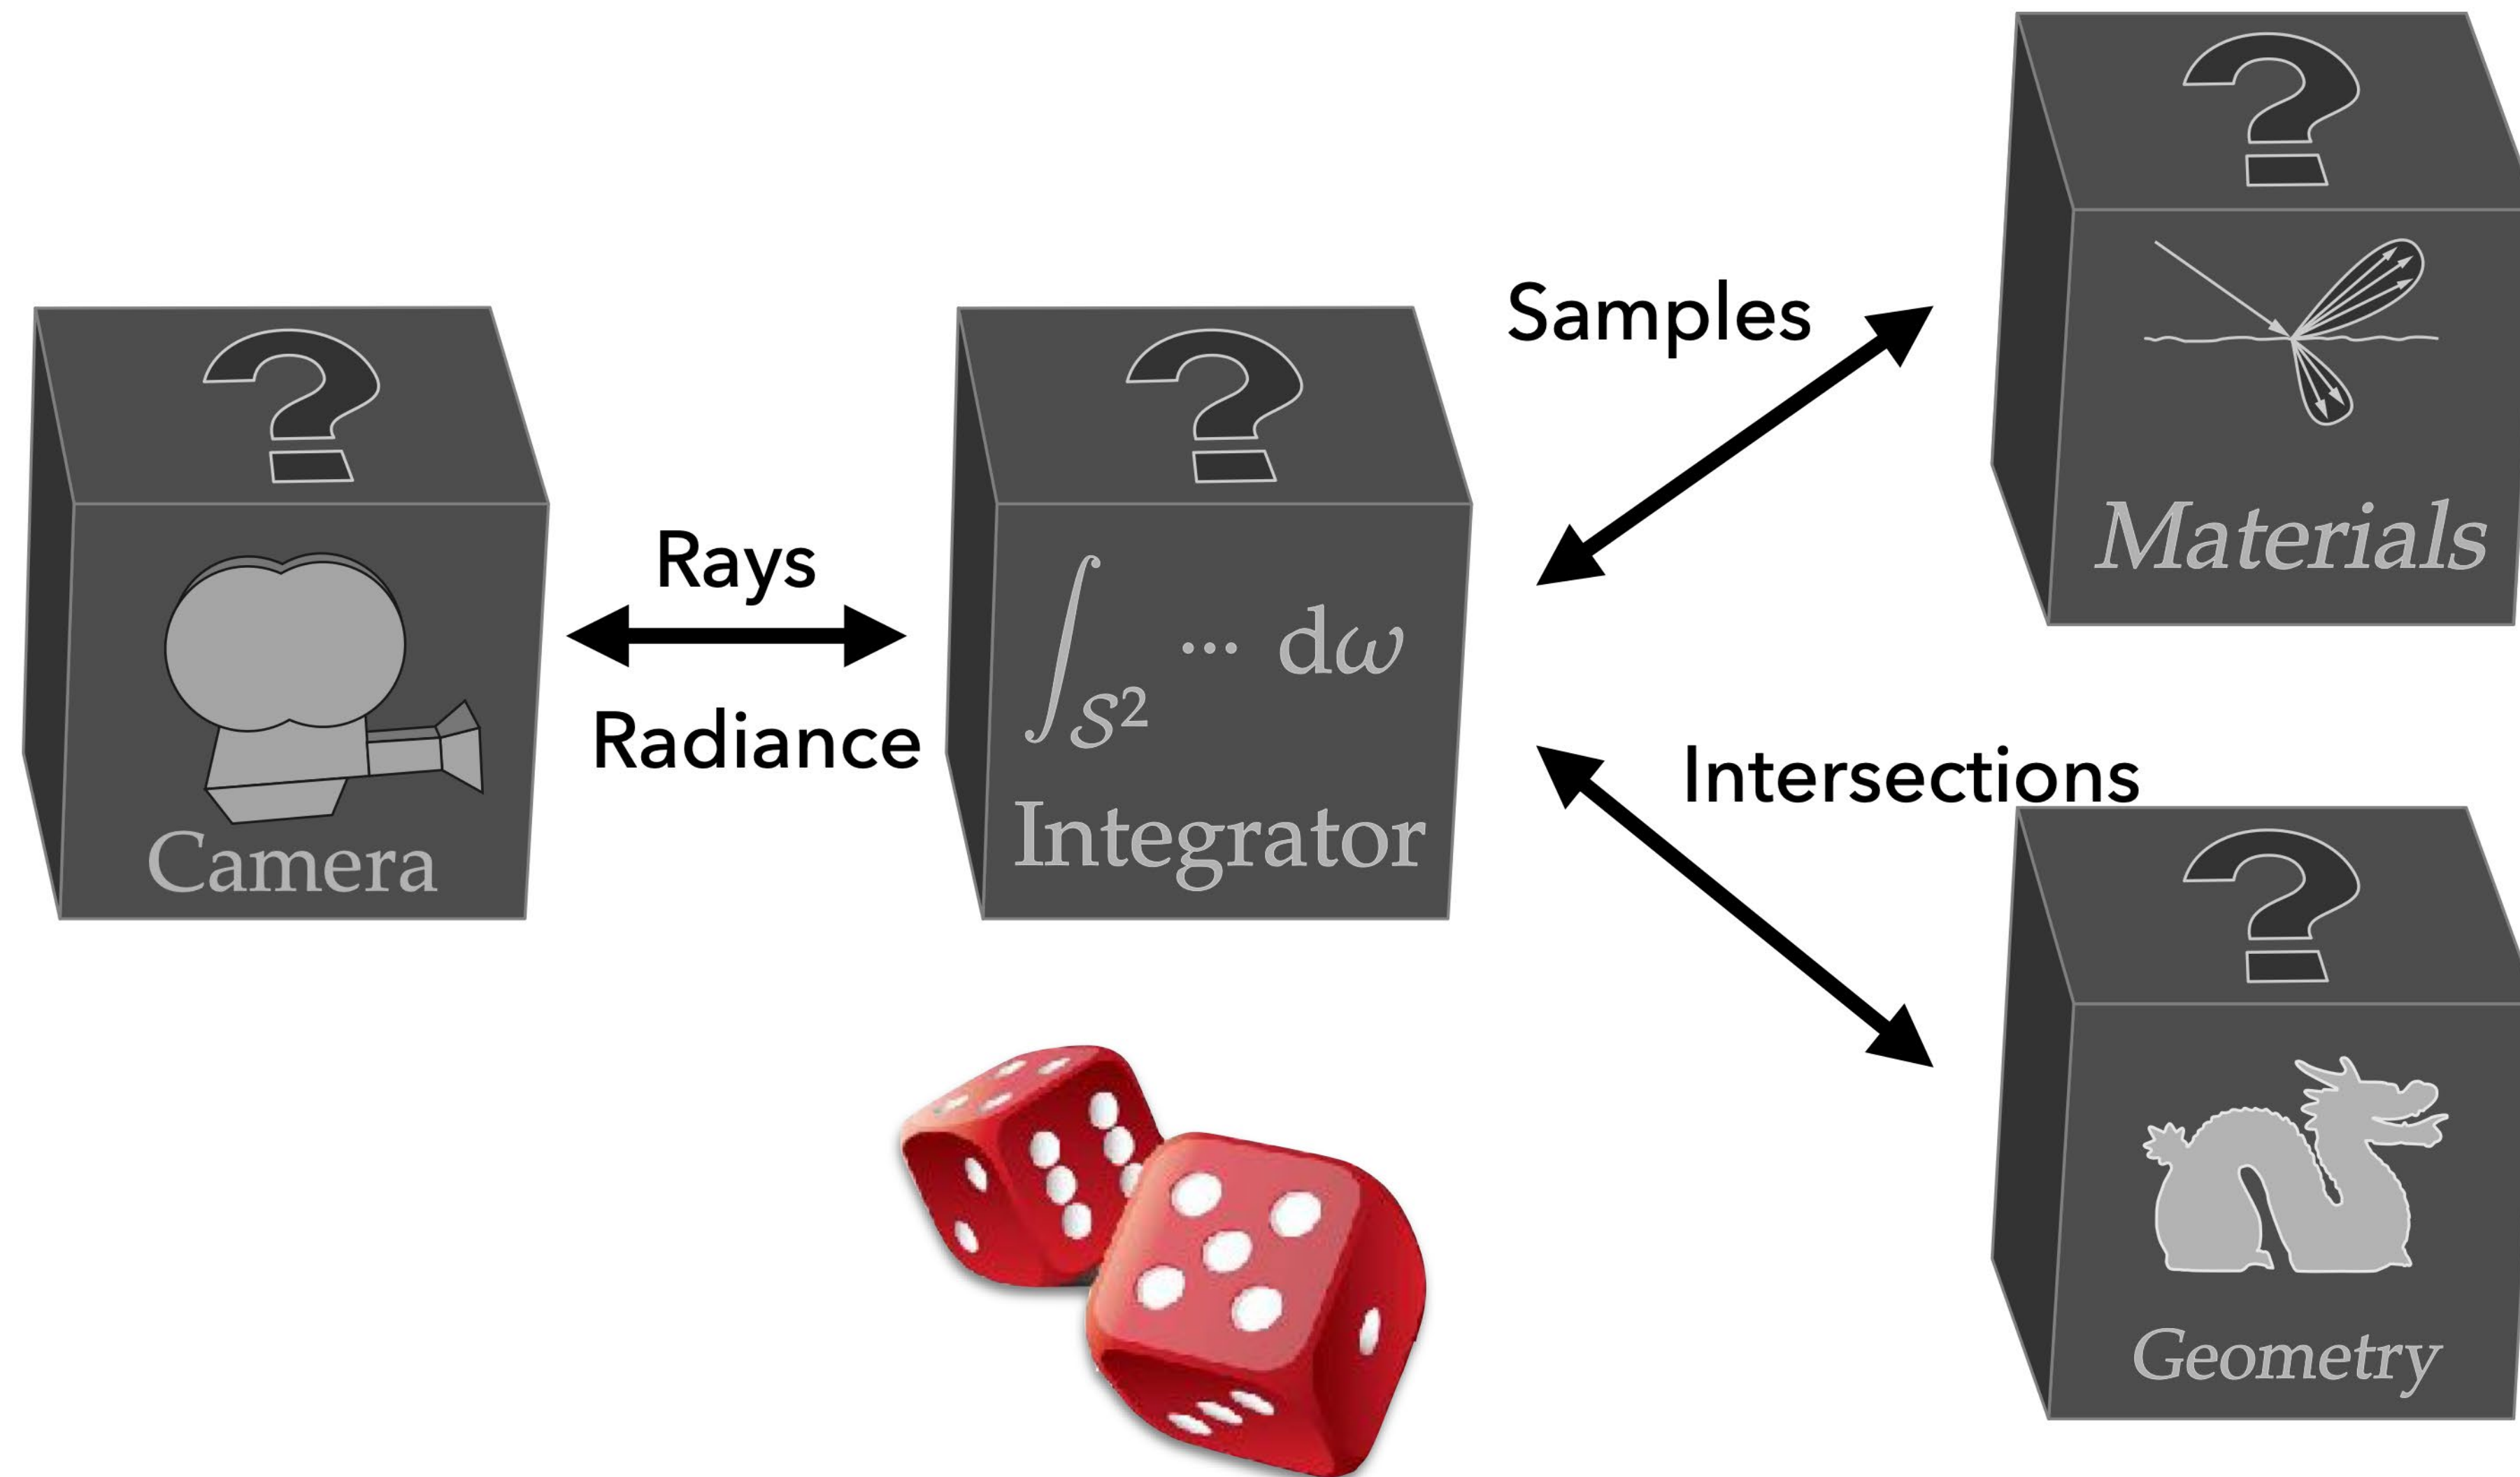 ?
?
?
?
Samples
Materials
Rays
Radiance
∫S² ··· dω
Integrator
Camera
Intersections
Geometry